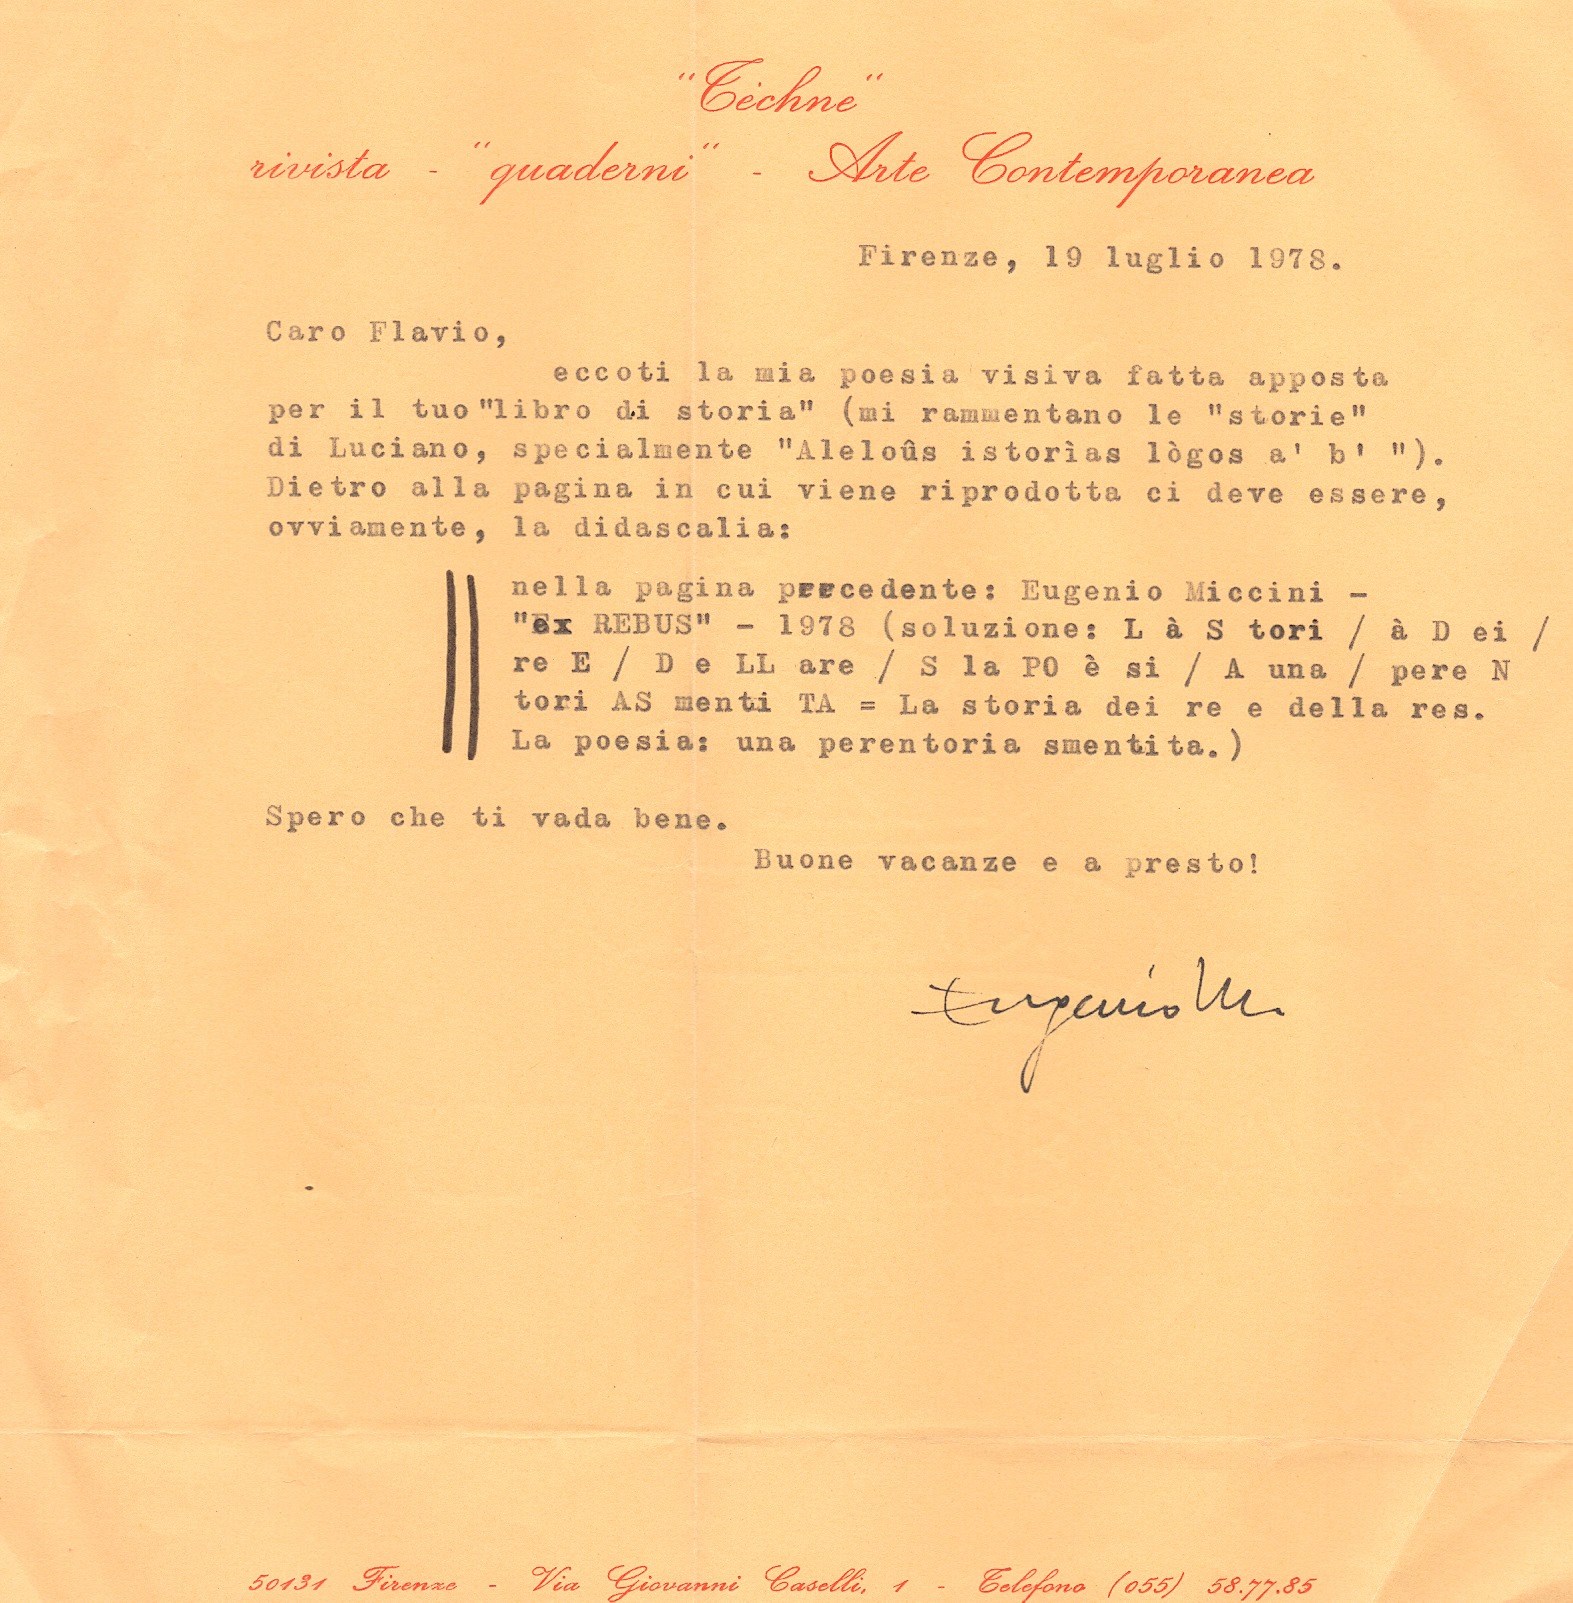 "Tèchne"
rivista - "quaderni" - Arte Contemporanea
Firenze, 19 luglio 1978.
Caro Flavio,
eccoti la mia poesia visiva fatta apposta
per il tuo "libro di storia" (mi rammentano le "storie"
di Luciano, specialmente "Aleloûs istorìas lògos a' b' ").
Dietro alla pagina in cui viene riprodotta ci deve essere,
ovviamente, la didascalia:
nella pagina precedente: Eugenio Miccini -
"ex REBUS" - 1978 (soluzione: L à S tori / à D ei /
re E / D e LL are / S la PO è si / A una / pere N
tori AS menti TA = La storia dei re e della res.
La poesia: una perentoria smentita.)
Spero che ti vada bene.
Buone vacanze e a presto!
Eugenio M.
50131 Firenze - Via Giovanni Caselli, 1 - Telefono (055) 58.77.85